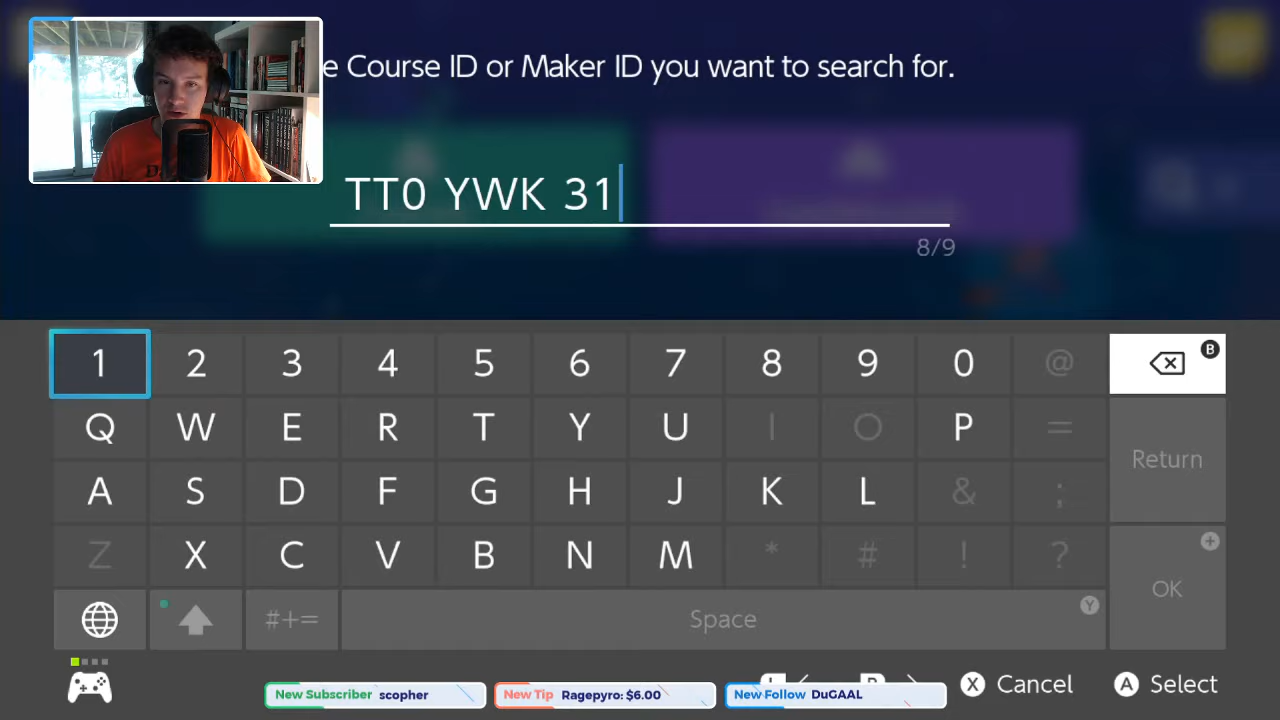 e Course ID or Maker ID you want to search for.
TT0 YWK 31
8/9
1 2 3 4 5 6 7 8 9 0 @
B
Q W E R T Y U I O P =
Return
A S D F G H J K L & ;
Z X C V B N M * # ! ?
+
OK
#+=
Space
Y
X Cancel
A Select
New Subscriber scopher
New Tip Ragepyro: $6.00
New Follow DuGAAL